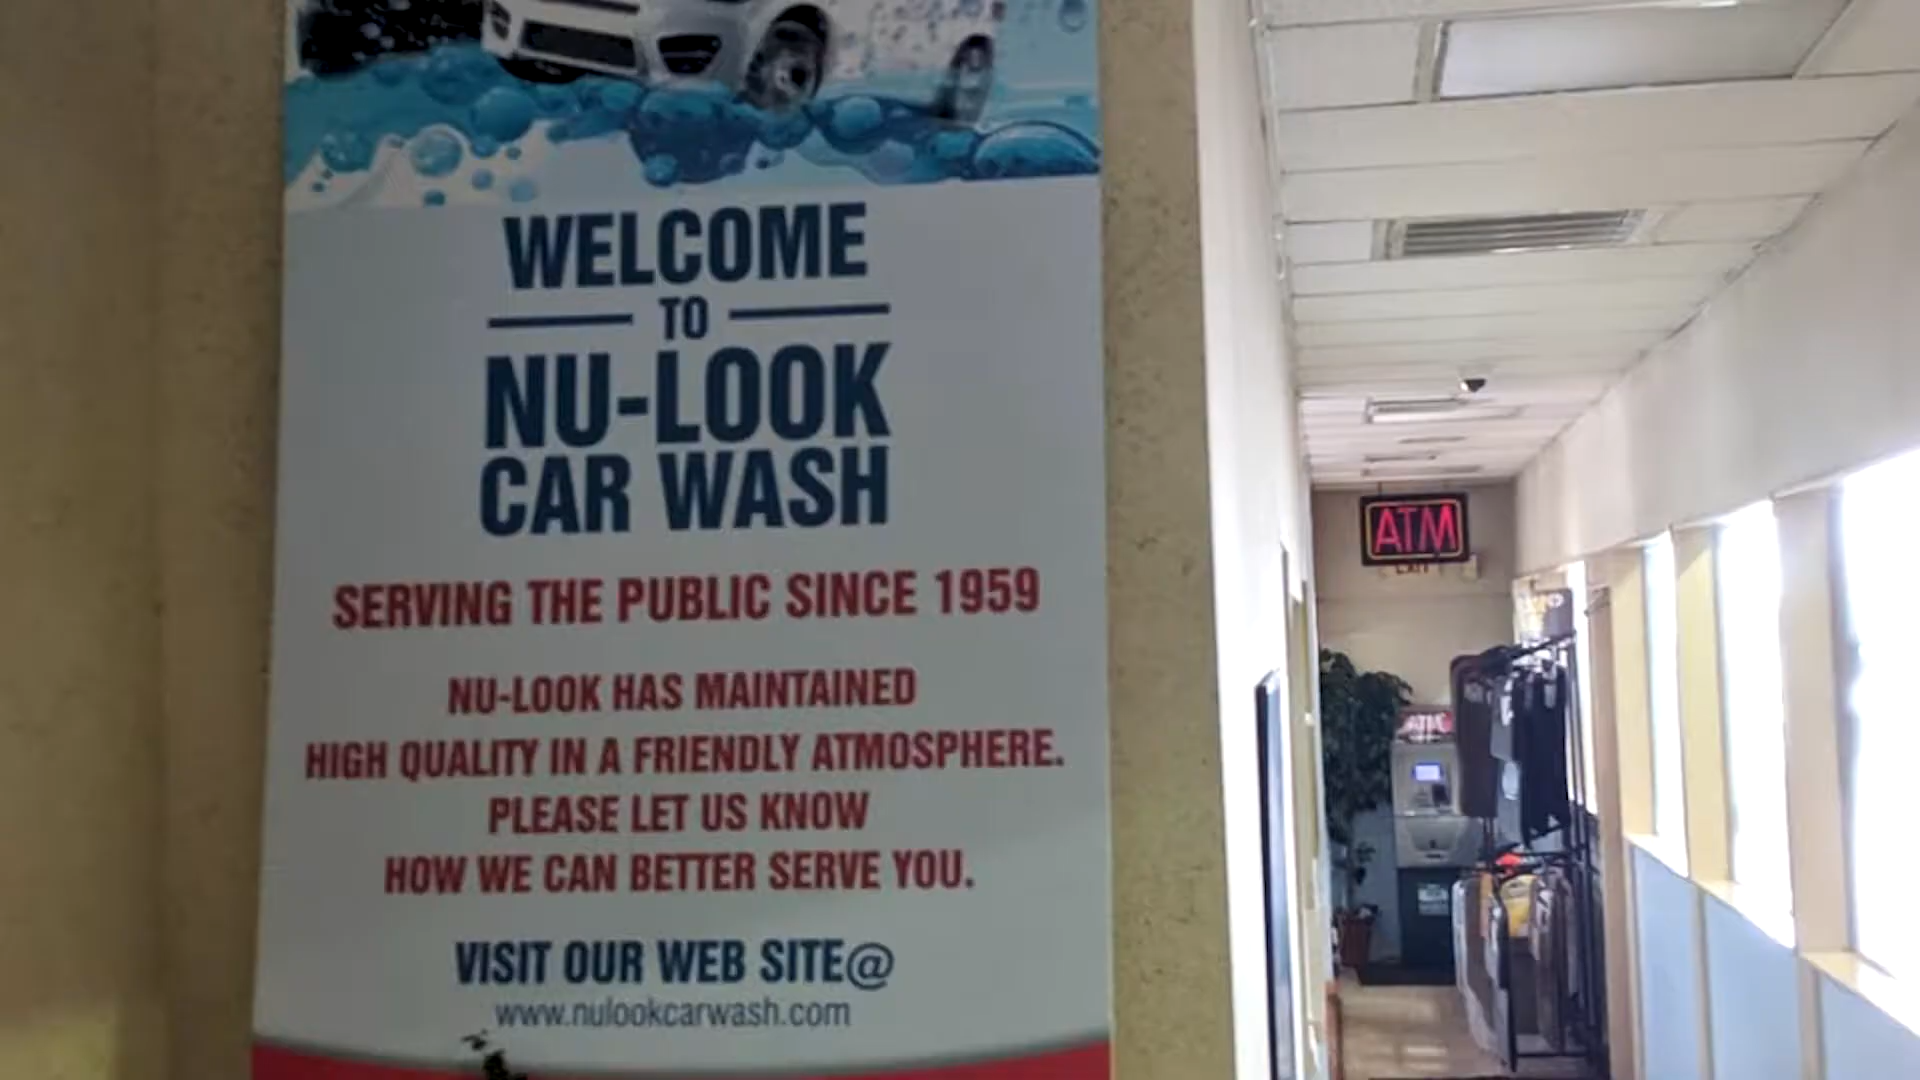 WELCOME
TO
NU-LOOK
CAR WASH
SERVING THE PUBLIC SINCE 1959
NU-LOOK HAS MAINTAINED
HIGH QUALITY IN A FRIENDLY ATMOSPHERE.
PLEASE LET US KNOW
HOW WE CAN BETTER SERVE YOU.
VISIT OUR WEB SITE@
www.nulookcarwash.com
ATM
EXIT
ATM